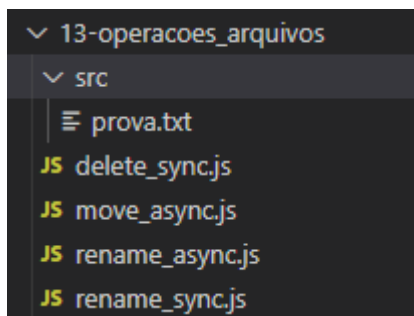 13-operacoes_arquivos
src
prova.txt
JS delete_sync.js
JS move_async.js
JS rename_async.js
JS rename_sync.js